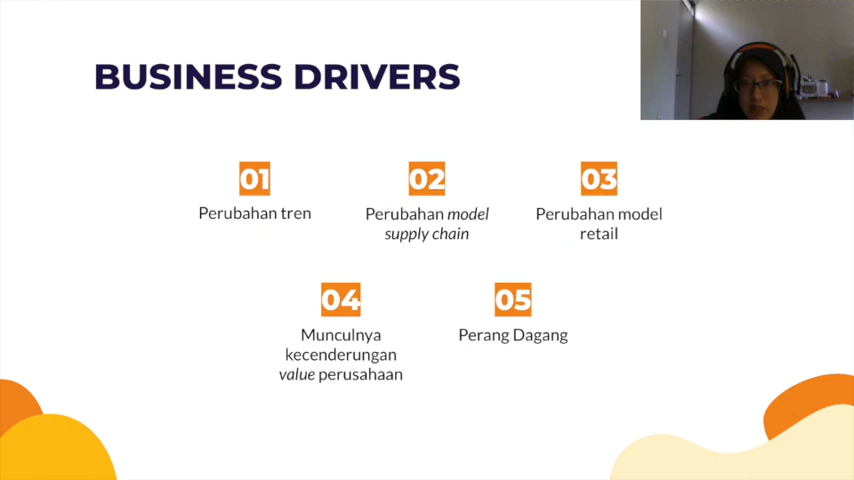 BUSINESS DRIVERS
01
Perubahan tren
02
Perubahan model
supply chain
03
Perubahan model
retail
04
Munculnya
kecenderungan
value perusahaan
05
Perang Dagang